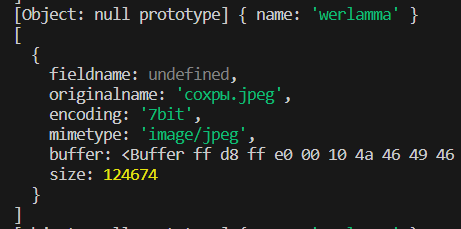 [Object: null prototype] { name: 'werlamma' }
[
  {
    fieldname: undefined,
    originalname: 'сохры.jpeg',
    encoding: '7bit',
    mimetype: 'image/jpeg',
    buffer: <Buffer ff d8 ff e0 00 10 4a 46 49 46
    size: 124674
  }
]